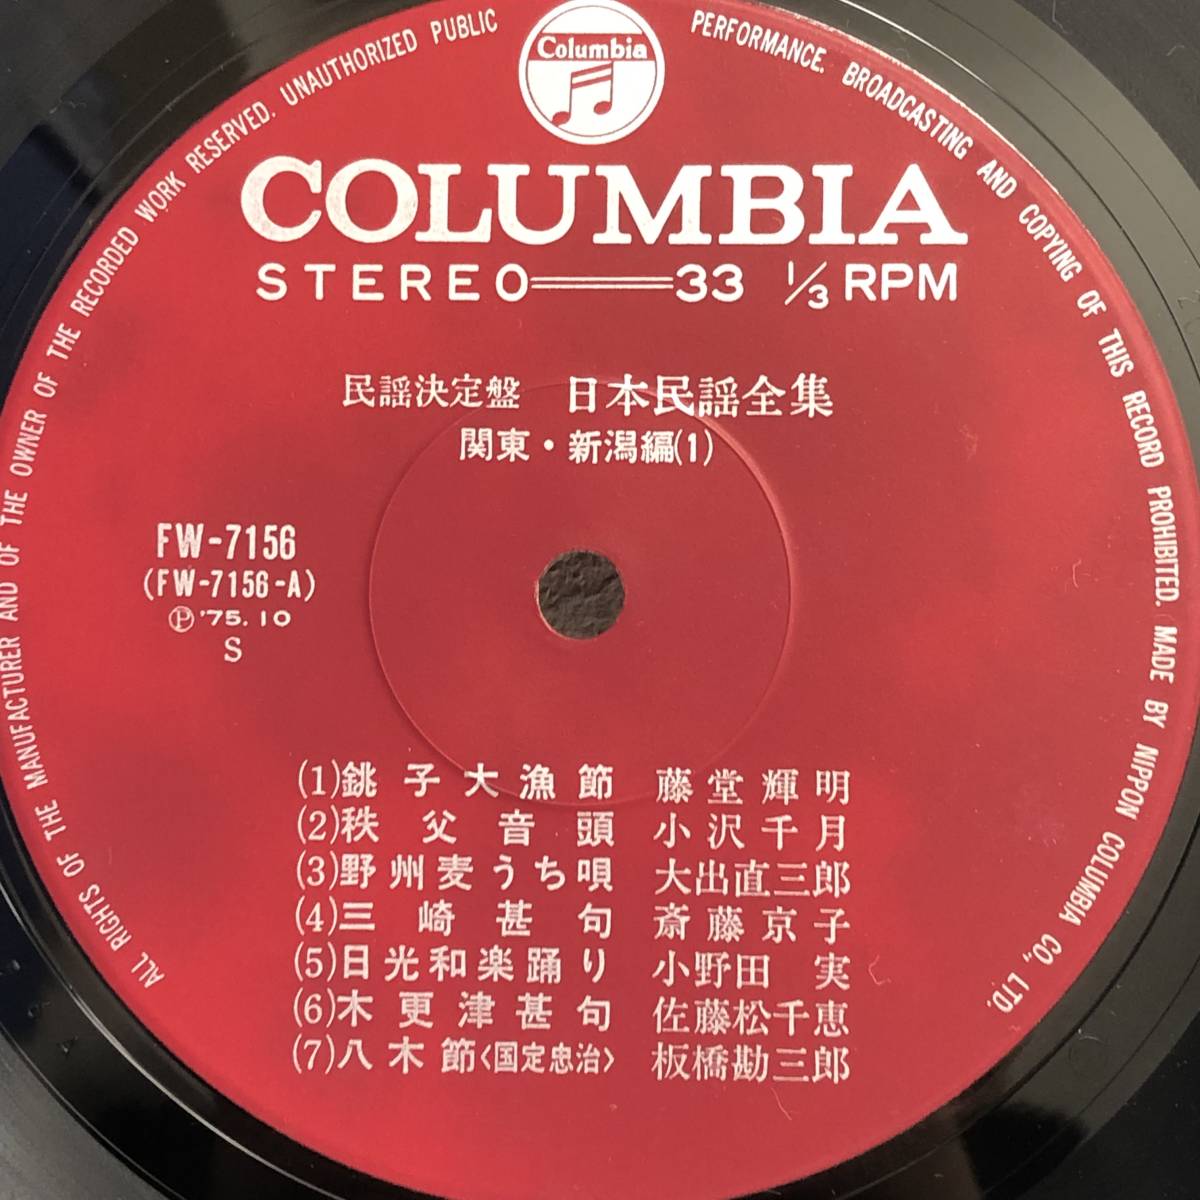 Columbia
COLUMBIA
STEREO 33 1/3 RPM
民謡決定盤 日本民謡全集
関東・新潟編(1)
FW-7156
(FW-7156-A)
Ⓟ '75.10
S
(1)銚子大漁節 藤堂輝明
(2)秩父音頭 小沢千月
(3)野州麦うち唄 大出直三郎
(4)三崎甚句 斎藤京子
(5)日光和楽踊り 小野田実
(6)木更津甚句 佐藤松千恵
(7)八木節〈国定忠治〉 板橋勘三郎
ALL RIGHTS OF THE MANUFACTURER AND OF THE OWNER OF THE RECORDED WORK RESERVED. UNAUTHORIZED PUBLIC PERFORMANCE. BROADCASTING AND COPYING OF THIS RECORD PROHIBITED. MADE BY NIPPON COLUMBIA CO., LTD.